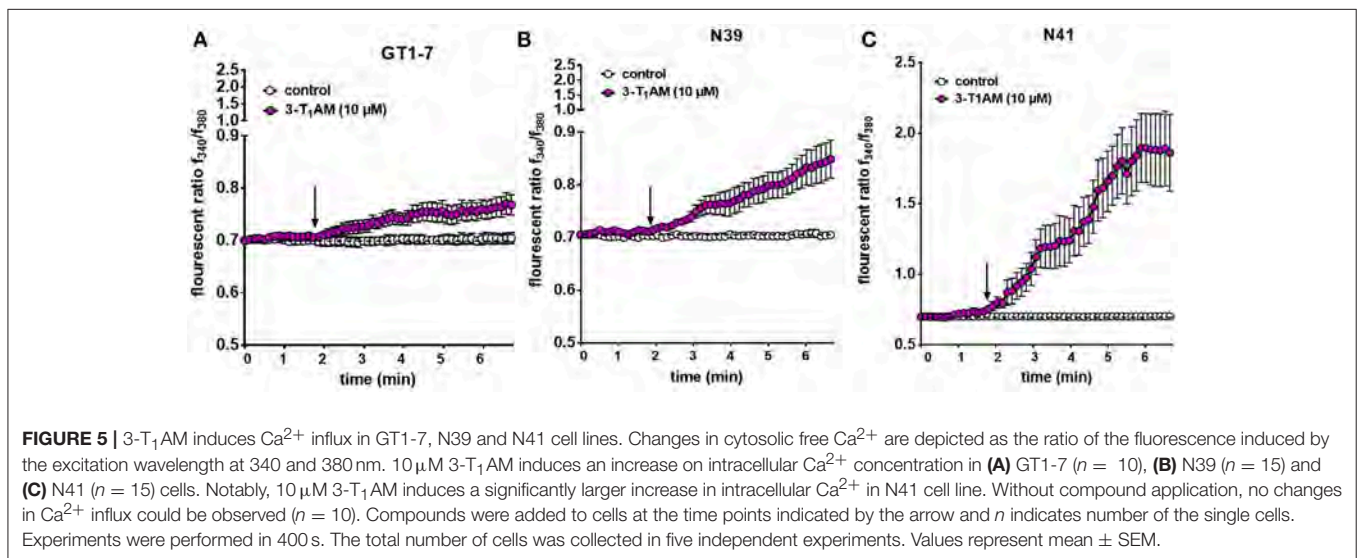 A
GT1-7
2.5
2.0
1.5
1.0
0.9
0.8
0.7
0.6
0.5
control
3-T₁AM (10 µM)
flourescent ratio f₃₄₀/f₃₈₀
0 1 2 3 4 5 6
time (min)
B
N39
2.5
2.0
1.5
1.0
0.9
0.8
0.7
0.6
0.5
control
3-T₁AM (10 µM)
flourescent ratio f₃₄₀/f₃₈₀
0 1 2 3 4 5 6
time (min)
C
N41
2.5
2.0
1.5
1.0
0.5
control
3-T1AM (10 µM)
flourescent ratio f₃₄₀/f₃₈₀
0 1 2 3 4 5 6
time (min)
FIGURE 5 | 3-T₁AM induces Ca²⁺ influx in GT1-7, N39 and N41 cell lines. Changes in cytosolic free Ca²⁺ are depicted as the ratio of the fluorescence induced by
the excitation wavelength at 340 and 380 nm. 10 µM 3-T₁AM induces an increase on intracellular Ca²⁺ concentration in (A) GT1-7 (n = 10), (B) N39 (n = 15) and
(C) N41 (n = 15) cells. Notably, 10 µM 3-T₁AM induces a significantly larger increase in intracellular Ca²⁺ in N41 cell line. Without compound application, no changes
in Ca²⁺ influx could be observed (n = 10). Compounds were added to cells at the time points indicated by the arrow and n indicates number of the single cells.
Experiments were performed in 400 s. The total number of cells was collected in five independent experiments. Values represent mean ± SEM.